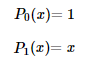 P₀(x)= 1
P₁(x)= x